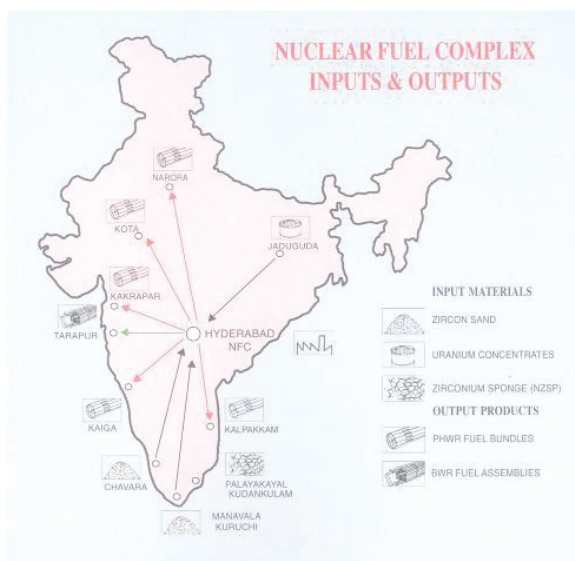 NUCLEAR FUEL COMPLEX
INPUTS & OUTPUTS
NARORA
KOTA
JADUGUDA
KAKRAPAR
TARAPUR
HYDERABAD
NFC
KAIGA
KALPAKKAM
CHAVARA
PALAYAKAYAL
KUDANKULAM
MANAVALA
KURUCHI
INPUT MATERIALS
ZIRCON SAND
URANIUM CONCENTRATES
ZIRCONIUM SPONGE (NZSP)
OUTPUT PRODUCTS
PHWR FUEL BUNDLES
BWR FUEL ASSEMBLIES